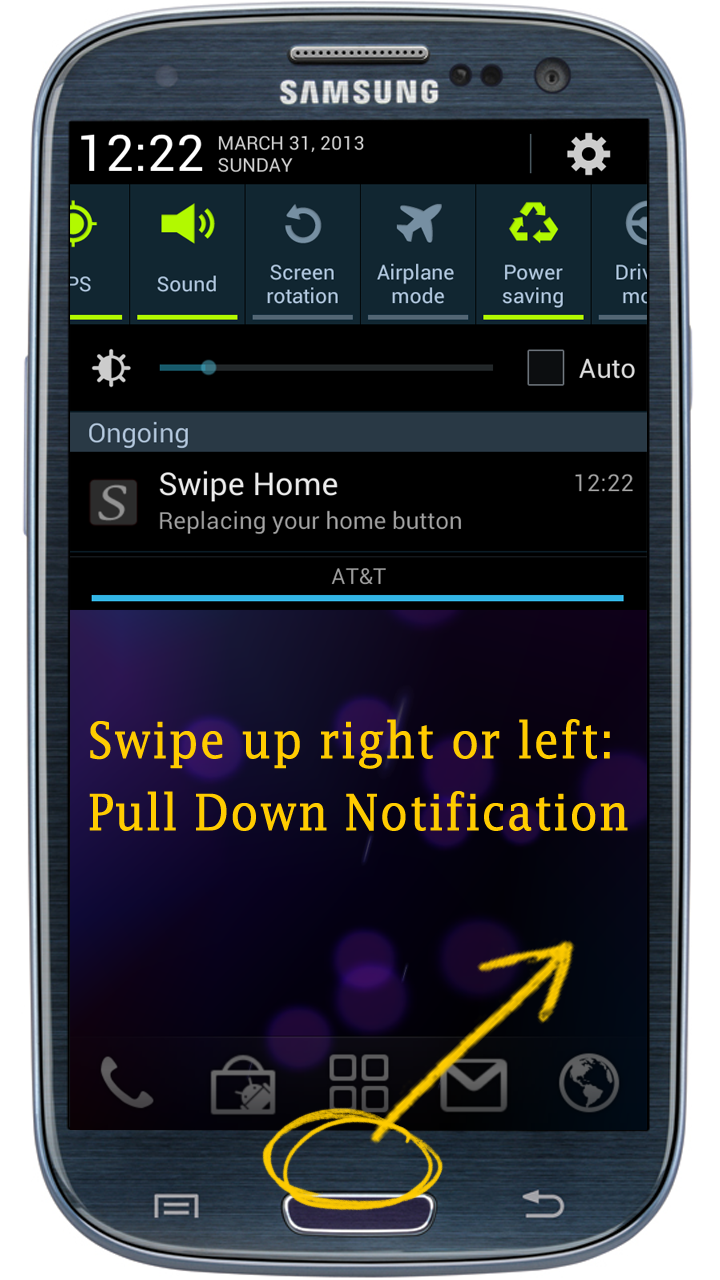 SAMSUNG
12:22
MARCH 31, 2013
SUNDAY
PS
Sound
Screen
rotation
Airplane
mode
Power
saving
Driv
mo
Auto
Ongoing
Swipe Home
12:22
S
Replacing your home button
AT&T
Swipe up right or left:
Pull Down Notification